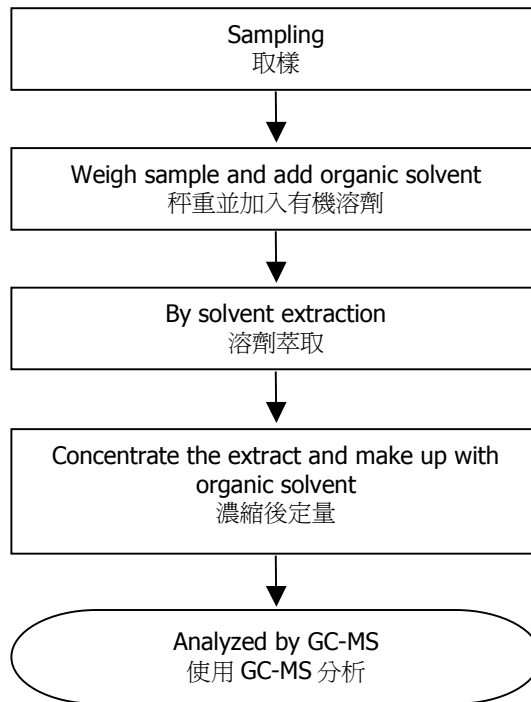 Sampling
取樣
Weigh sample and add organic solvent
秤重並加入有機溶劑
By solvent extraction
溶劑萃取
Concentrate the extract and make up with
organic solvent
濃縮後定量
Analyzed by GC-MS
使用 GC-MS 分析